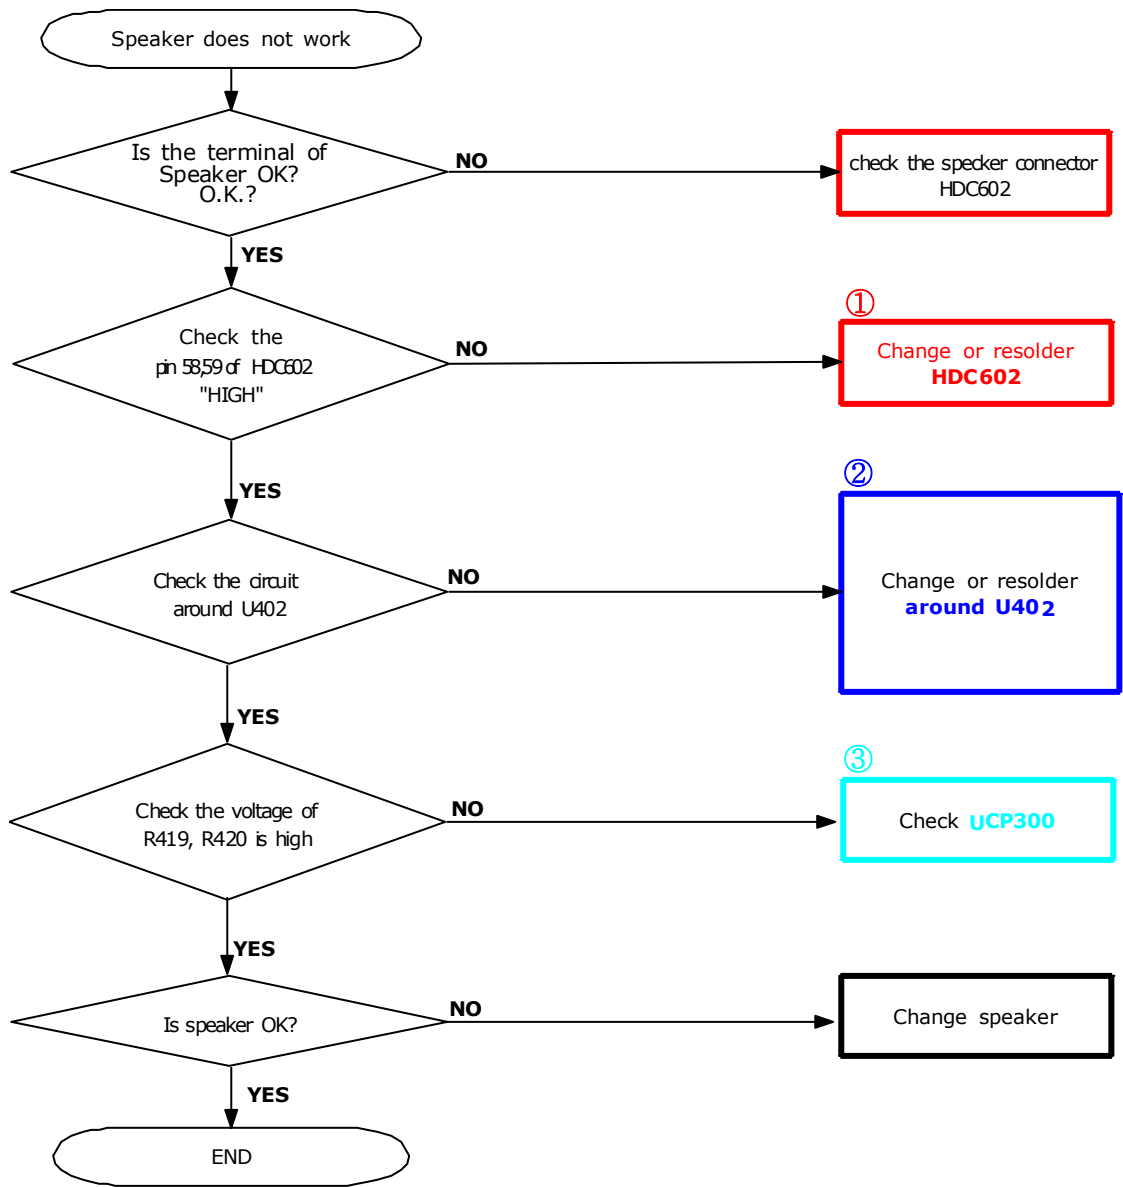 Speaker does not work
Is the terminal of
Speaker OK?
O.K.?
NO
check the specker connector
HDC602
YES
Check the
pin 58,59 of HDC602
"HIGH"
NO
①
Change or resolder
HDC602
YES
Check the circuit
around U402
NO
②
Change or resolder
around U402
YES
Check the voltage of
R419, R420 is high
NO
③
Check UCP300
YES
Is speaker OK?
NO
Change speaker
YES
END